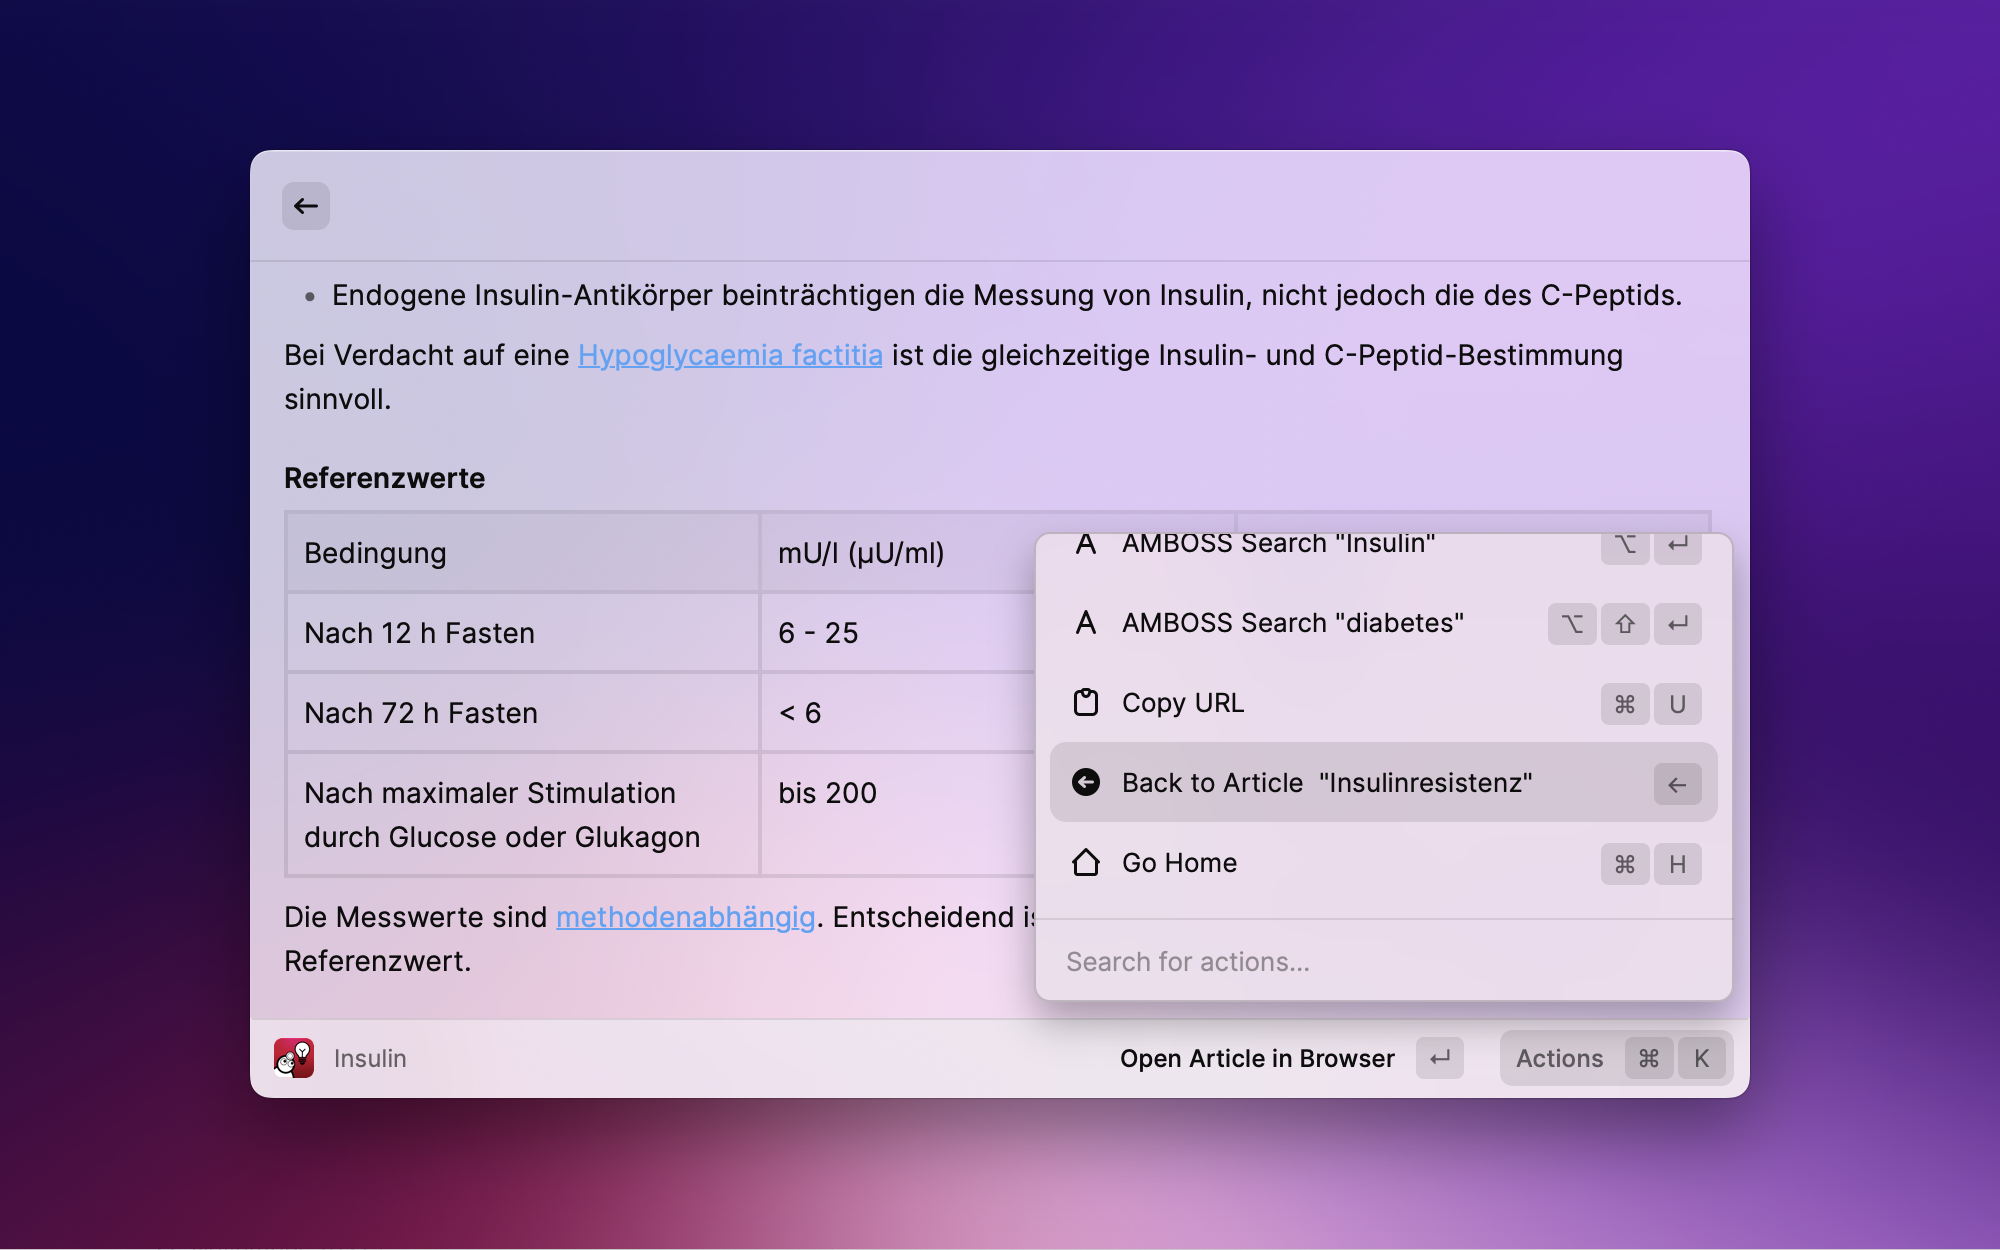 Endogene Insulin-Antikörper beinträchtigen die Messung von Insulin, nicht jedoch die des C-Peptids.
Bei Verdacht auf eine Hypoglycaemia factitia ist die gleichzeitige Insulin- und C-Peptid-Bestimmung
sinnvoll.
Referenzwerte
Bedingung mU/l (µU/ml)
Nach 12 h Fasten 6 - 25
Nach 72 h Fasten < 6
Nach maximaler Stimulation bis 200
durch Glucose oder Glukagon
Die Messwerte sind methodenabhängig. Entscheidend
Referenzwert.
AMBOSS Search "Insulin" ⌥ ↵
AMBOSS Search "diabetes" ⌥ ⇧ ↵
Copy URL ⌘ U
Back to Article "Insulinresistenz" ←
Go Home ⌘ H
Search for actions...
Insulin Open Article in Browser ↵ Actions ⌘ K